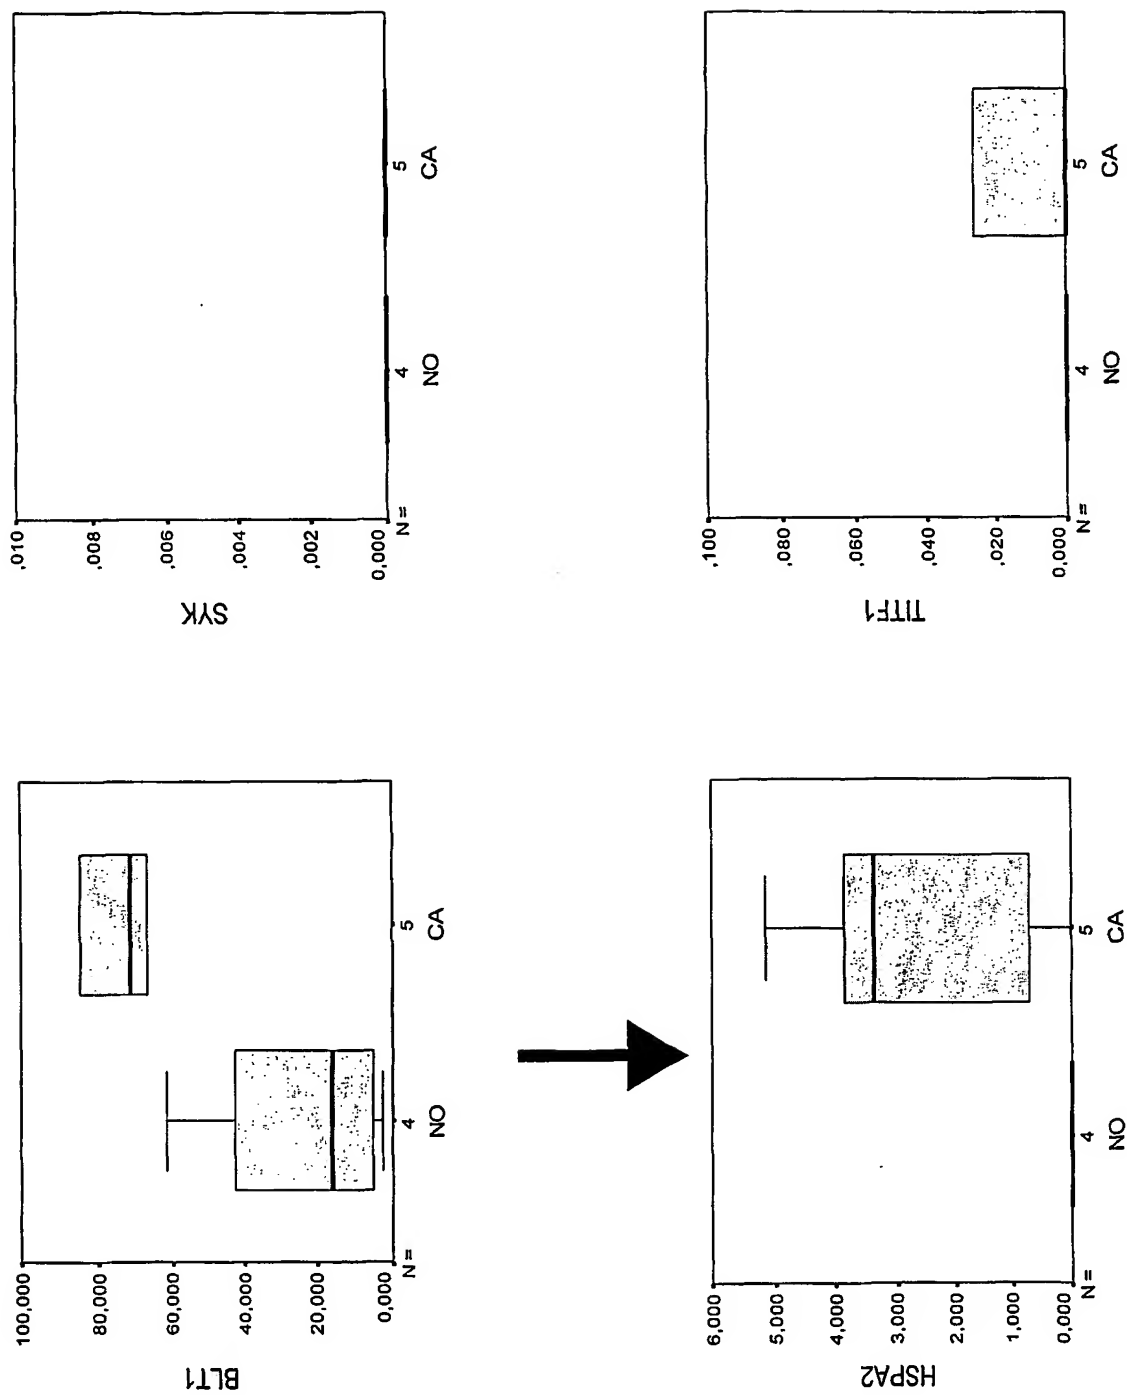 BLT1
100,000
80,000
60,000
40,000
20,000
0,000
N =
4
5
NO
CA
SYK
,010
,008
,006
,004
,002
0,000
N =
4
5
NO
CA
HSPA2
6,000
5,000
4,000
3,000
2,000
1,000
0,000
N =
4
5
NO
CA
TITF1
,100
,080
,060
,040
,020
0,000
N =
4
5
NO
CA